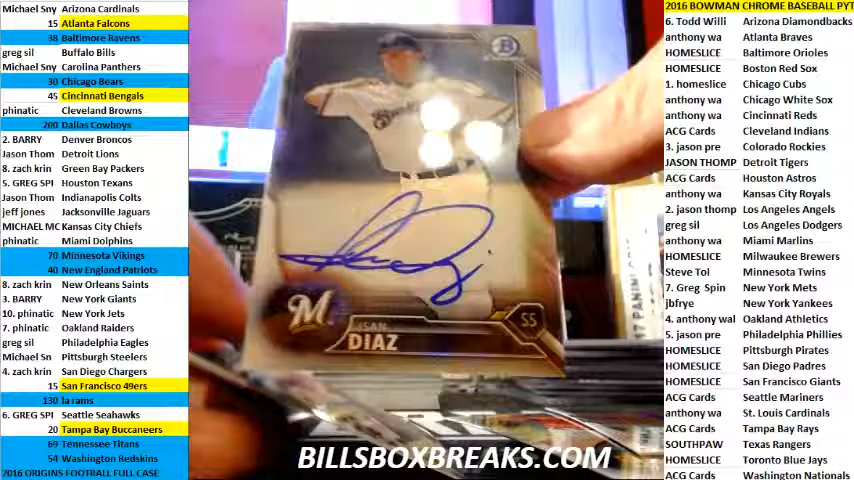 Michael Sny Arizona Cardinals
15 Atlanta Falcons
38 Baltimore Ravens
greg sil Buffalo Bills
Michael Sny Carolina Panthers
30 Chicago Bears
45 Cincinnati Bengals
phinatic Cleveland Browns
200 Dallas Cowboys
2. BARRY Denver Broncos
Jason Thom Detroit Lions
8. zach krin Green Bay Packers
5. GREG SPI Houston Texans
Jason Thom Indianapolis Colts
jeff jones Jacksonville Jaguars
MICHAEL MC Kansas City Chiefs
phinatic Miami Dolphins
70 Minnesota Vikings
40 New England Patriots
8. zach krin New Orleans Saints
3. BARRY New York Giants
10. phinatic New York Jets
7. phinatic Oakland Raiders
greg sil Philadelphia Eagles
Michael Sn Pittsburgh Steelers
4. zach krin San Diego Chargers
15 San Francisco 49ers
130 la rams
6. GREG SPI Seattle Seahawks
20 Tampa Bay Buccaneers
69 Tennessee Titans
54 Washington Redskins
2016 ORIGINS FOOTBALL FULL CASE
B
M
ISAN
DIAZ
SS
BILLSBOXBREAKS.COM
2016 BOWMAN CHROME BASEBALL PYT
6. Todd Willi Arizona Diamondbacks
anthony wa Atlanta Braves
HOMESLICE Baltimore Orioles
HOMESLICE Boston Red Sox
1. homeslice Chicago Cubs
anthony wa Chicago White Sox
anthony wa Cincinnati Reds
ACG Cards Cleveland Indians
3. jason pre Colorado Rockies
JASON THOMP Detroit Tigers
ACG Cards Houston Astros
anthony wa Kansas City Royals
2. jason thomp Los Angeles Angels
greg sil Los Angeles Dodgers
anthony wa Miami Marlins
HOMESLICE Milwaukee Brewers
Steve Tol Minnesota Twins
7. Greg Spin New York Mets
jbfrye New York Yankees
4. anthony wal Oakland Athletics
5. jason pre Philadelphia Phillies
HOMESLICE Pittsburgh Pirates
HOMESLICE San Diego Padres
HOMESLICE San Francisco Giants
ACG Cards Seattle Mariners
anthony wa St. Louis Cardinals
ACG Cards Tampa Bay Rays
SOUTHPAW Texas Rangers
HOMESLICE Toronto Blue Jays
ACG Cards Washington Nationals